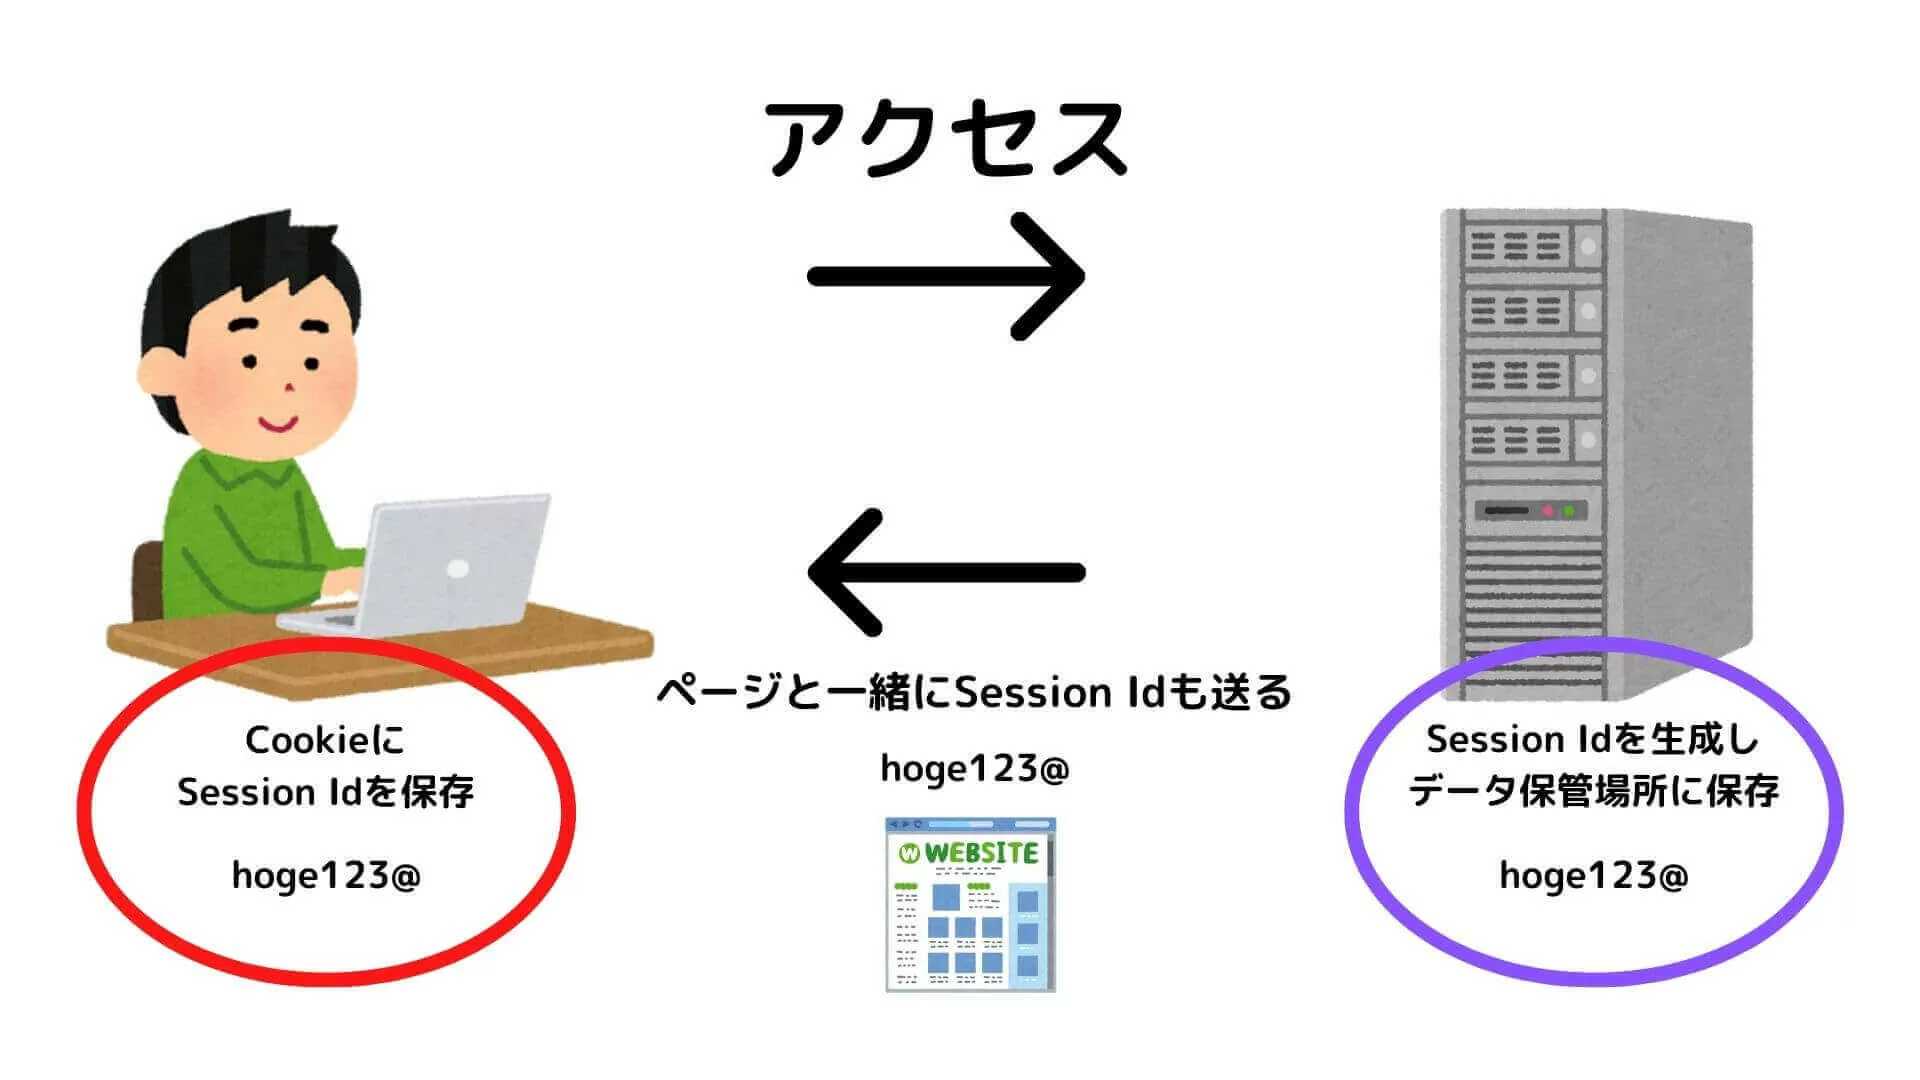 アクセス
ページと一緒にSession Idも送る
hoge123@
WEBSITE
Cookieに
Session Idを保存
hoge123@
Session Idを生成し
データ保管場所に保存
hoge123@